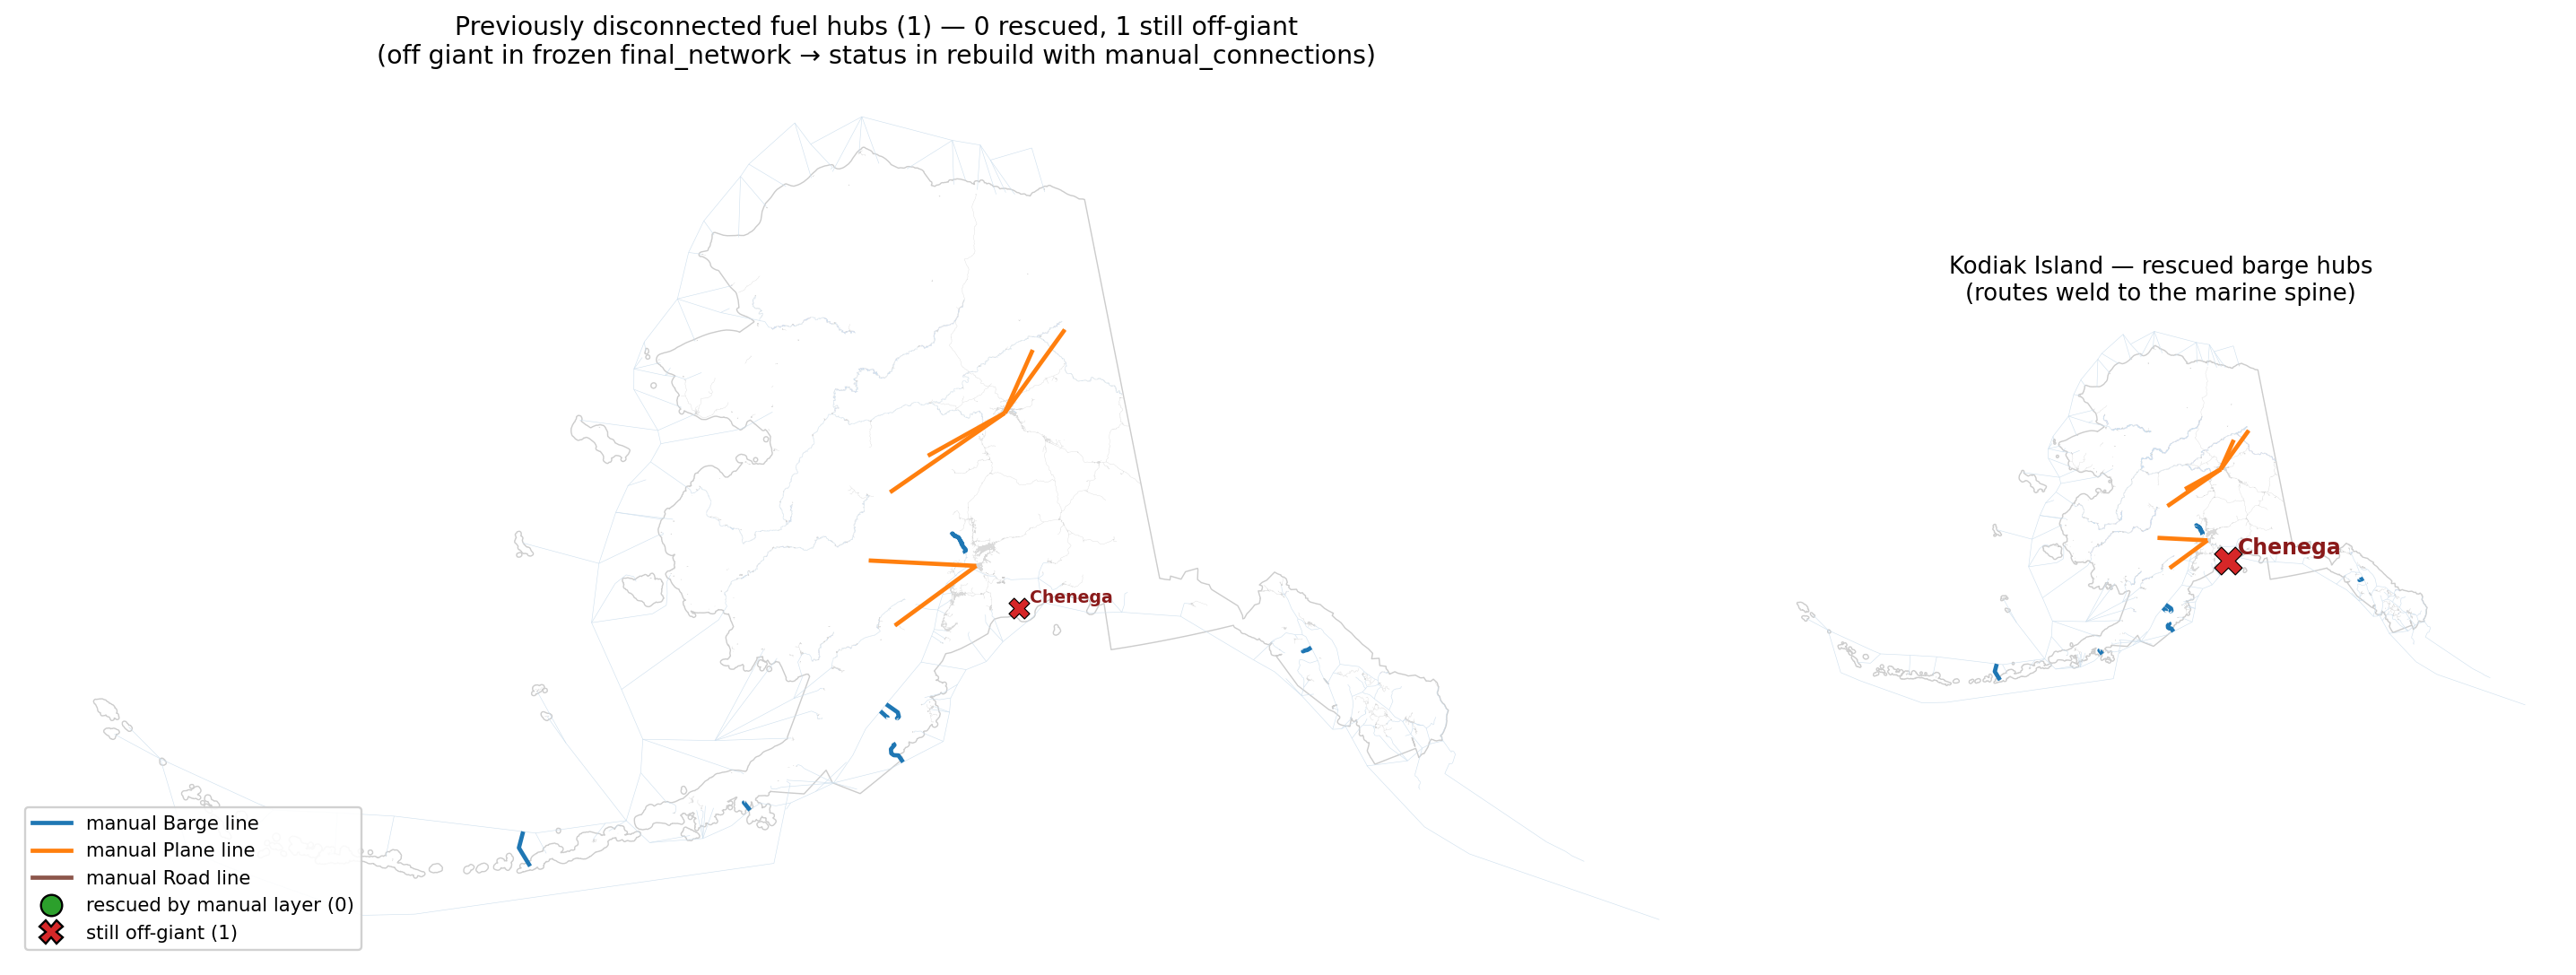 Previously disconnected fuel hubs (1) — 0 rescued, 1 still off-giant
(off giant in frozen final_network → status in rebuild with manual_connections)
Kodiak Island — rescued barge hubs
(routes weld to the marine spine)
Chenega
Chenega
manual Barge line
manual Plane line
manual Road line
rescued by manual layer (0)
still off-giant (1)